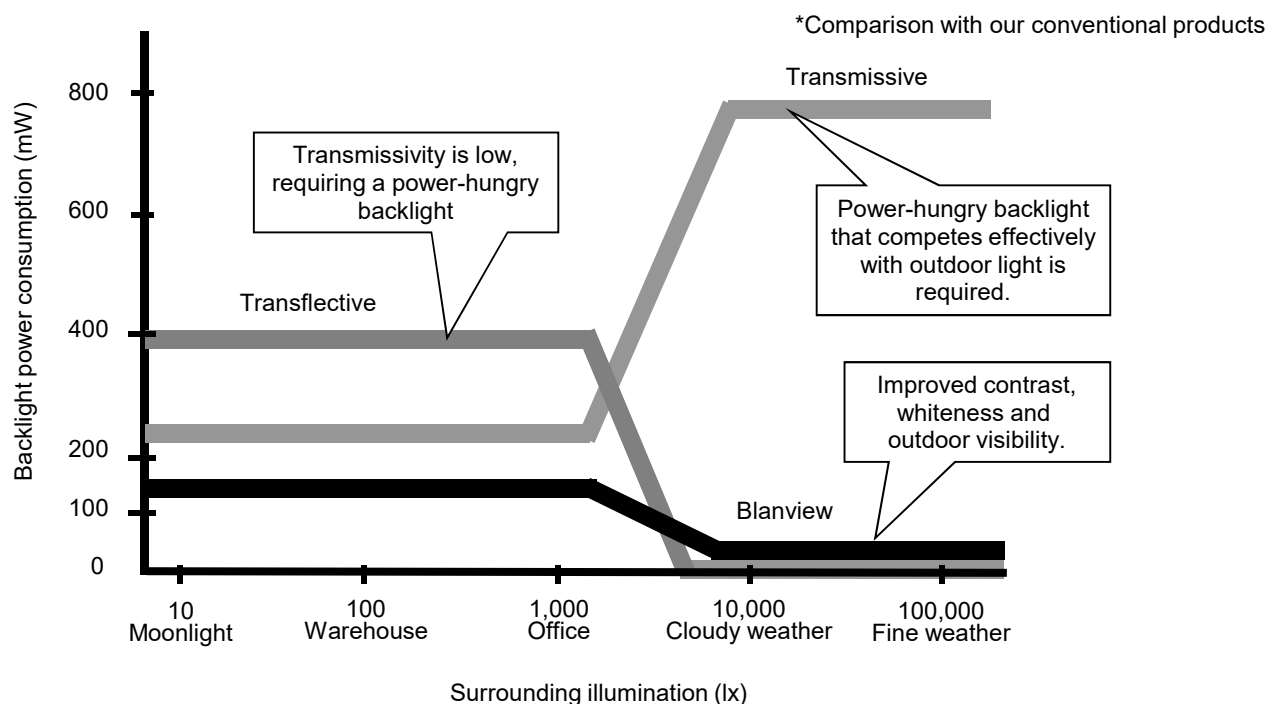 *Comparison with our conventional products
Transmissive
800
Transmissivity is low,
requiring a power-hungry
backlight
Power-hungry backlight
that competes effectively
with outdoor light is
required.
600
Transflective
400
Improved contrast,
whiteness and
outdoor visibility.
200
100
Blanview
0
Backlight power consumption (mW)
10
100
1,000
10,000
100,000
Moonlight
Warehouse
Office
Cloudy weather
Fine weather
Surrounding illumination (lx)